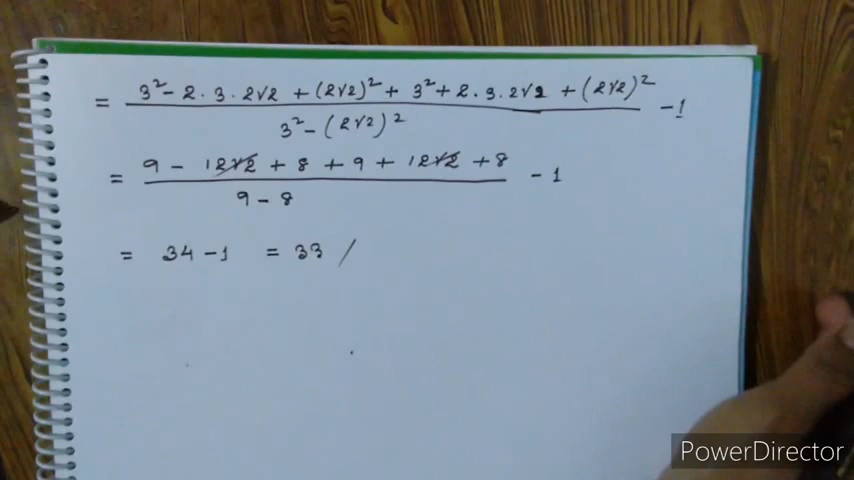 = 3² - 2 . 3 . 2√2 + (2√2)² + 3² + 2 . 3 . 2√2 + (2√2)² / 3² - (2√2)² - 1
= 9 - 12√2 + 8 + 9 + 12√2 + 8 / 9 - 8 - 1
= 34 - 1 = 33 /
PowerDirector